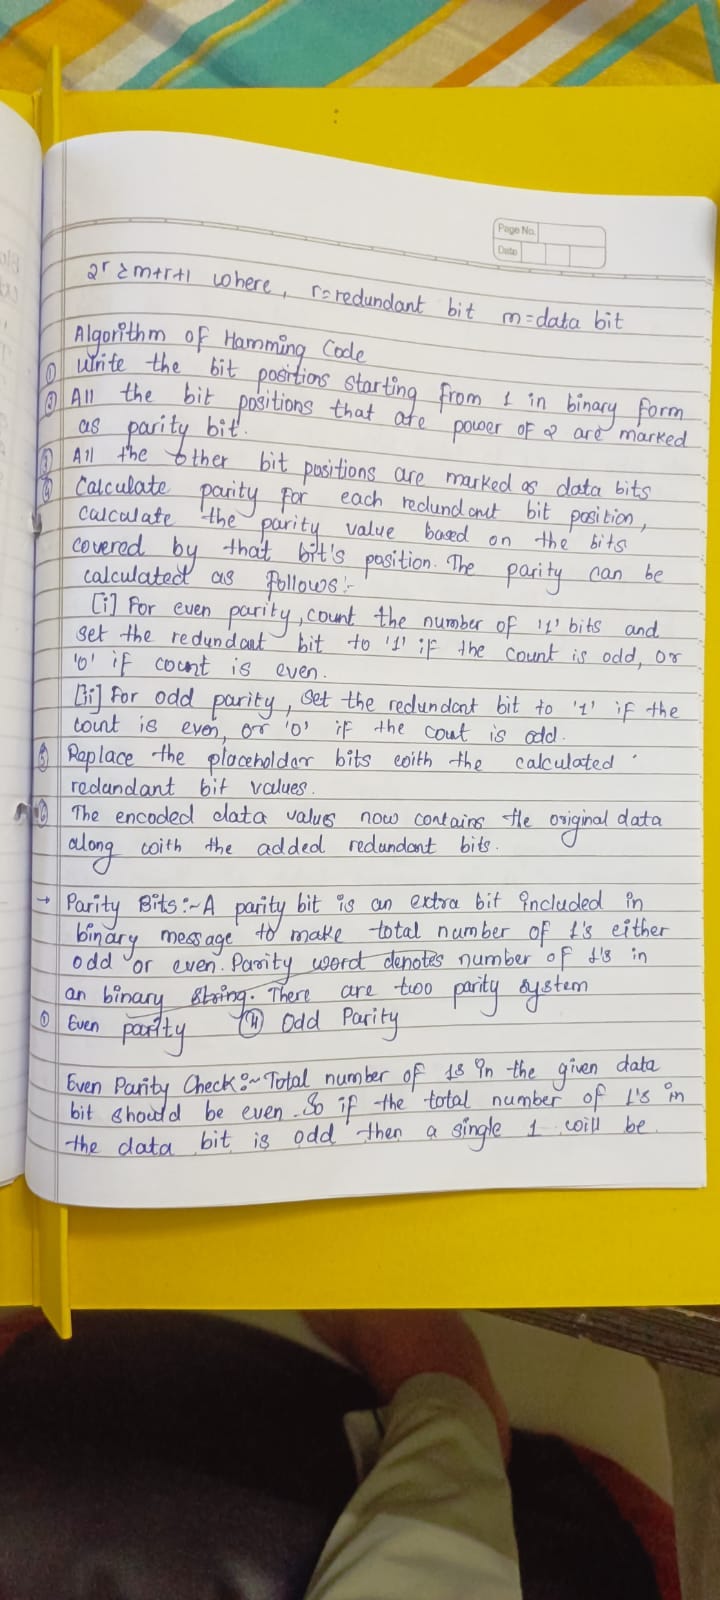 Page No.
Date
2^r ≥ m+r+1 where, r=redundant bit m=data bit
Algorithm of Hamming Code
① Write the bit positions starting from 1 in binary form
② All the bit positions that are power of 2 are marked
as parity bit.
③ All the other bit positions are marked as data bits
④ Calculate parity for each redundant bit position,
calculate the parity value based on the bits
covered by that bit's position. The parity can be
calculated as follows:-
[i] For even parity, count the number of '1' bits and
set the redundant bit to '1' if the count is odd, or
'0' if count is even.
[ii] For odd parity, set the redundant bit to '1' if the
count is even, or '0' if the cout is odd.
⑤ Replace the placeholder bits with the calculated
redundant bit values.
⑥ The encoded data values now contains the original data
along with the added redundant bits.
→ Parity Bits:~ A parity bit is an extra bit included in
binary message to make total number of 1's either
odd or even. Parity word denotes number of 1's in
an binary string. There are two parity system
① Even parity ⑪ Odd Parity
Even Parity Check:~ Total number of 1s in the given data
bit should be even. So if the total number of 1's in
the data bit is odd then a single 1 will be